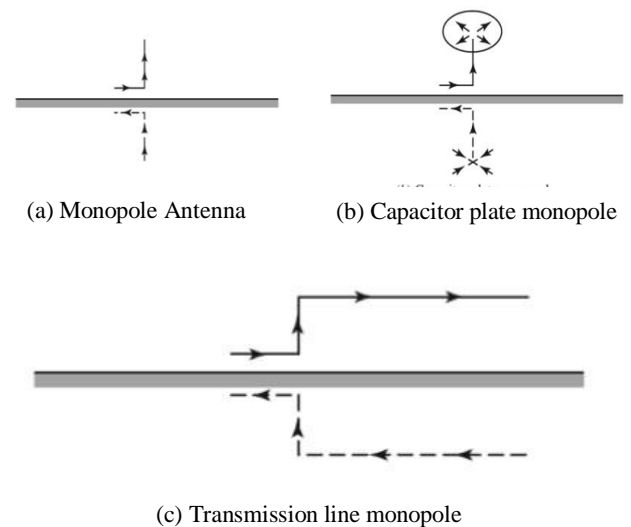 (a) Monopole Antenna
(b) Capacitor plate monopole
(c) Transmission line monopole